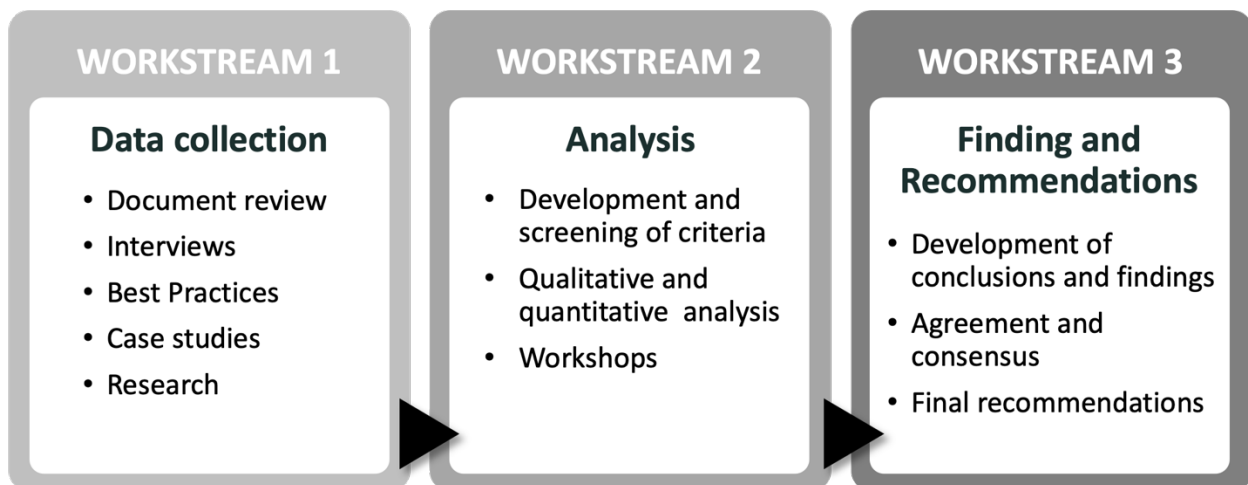 WORKSTREAM 1
Data collection
• Document review
• Interviews
• Best Practices
• Case studies
• Research
WORKSTREAM 2
Analysis
• Development and
screening of criteria
• Qualitative and
quantitative analysis
• Workshops
WORKSTREAM 3
Finding and
Recommendations
• Development of
conclusions and findings
• Agreement and
consensus
• Final recommendations